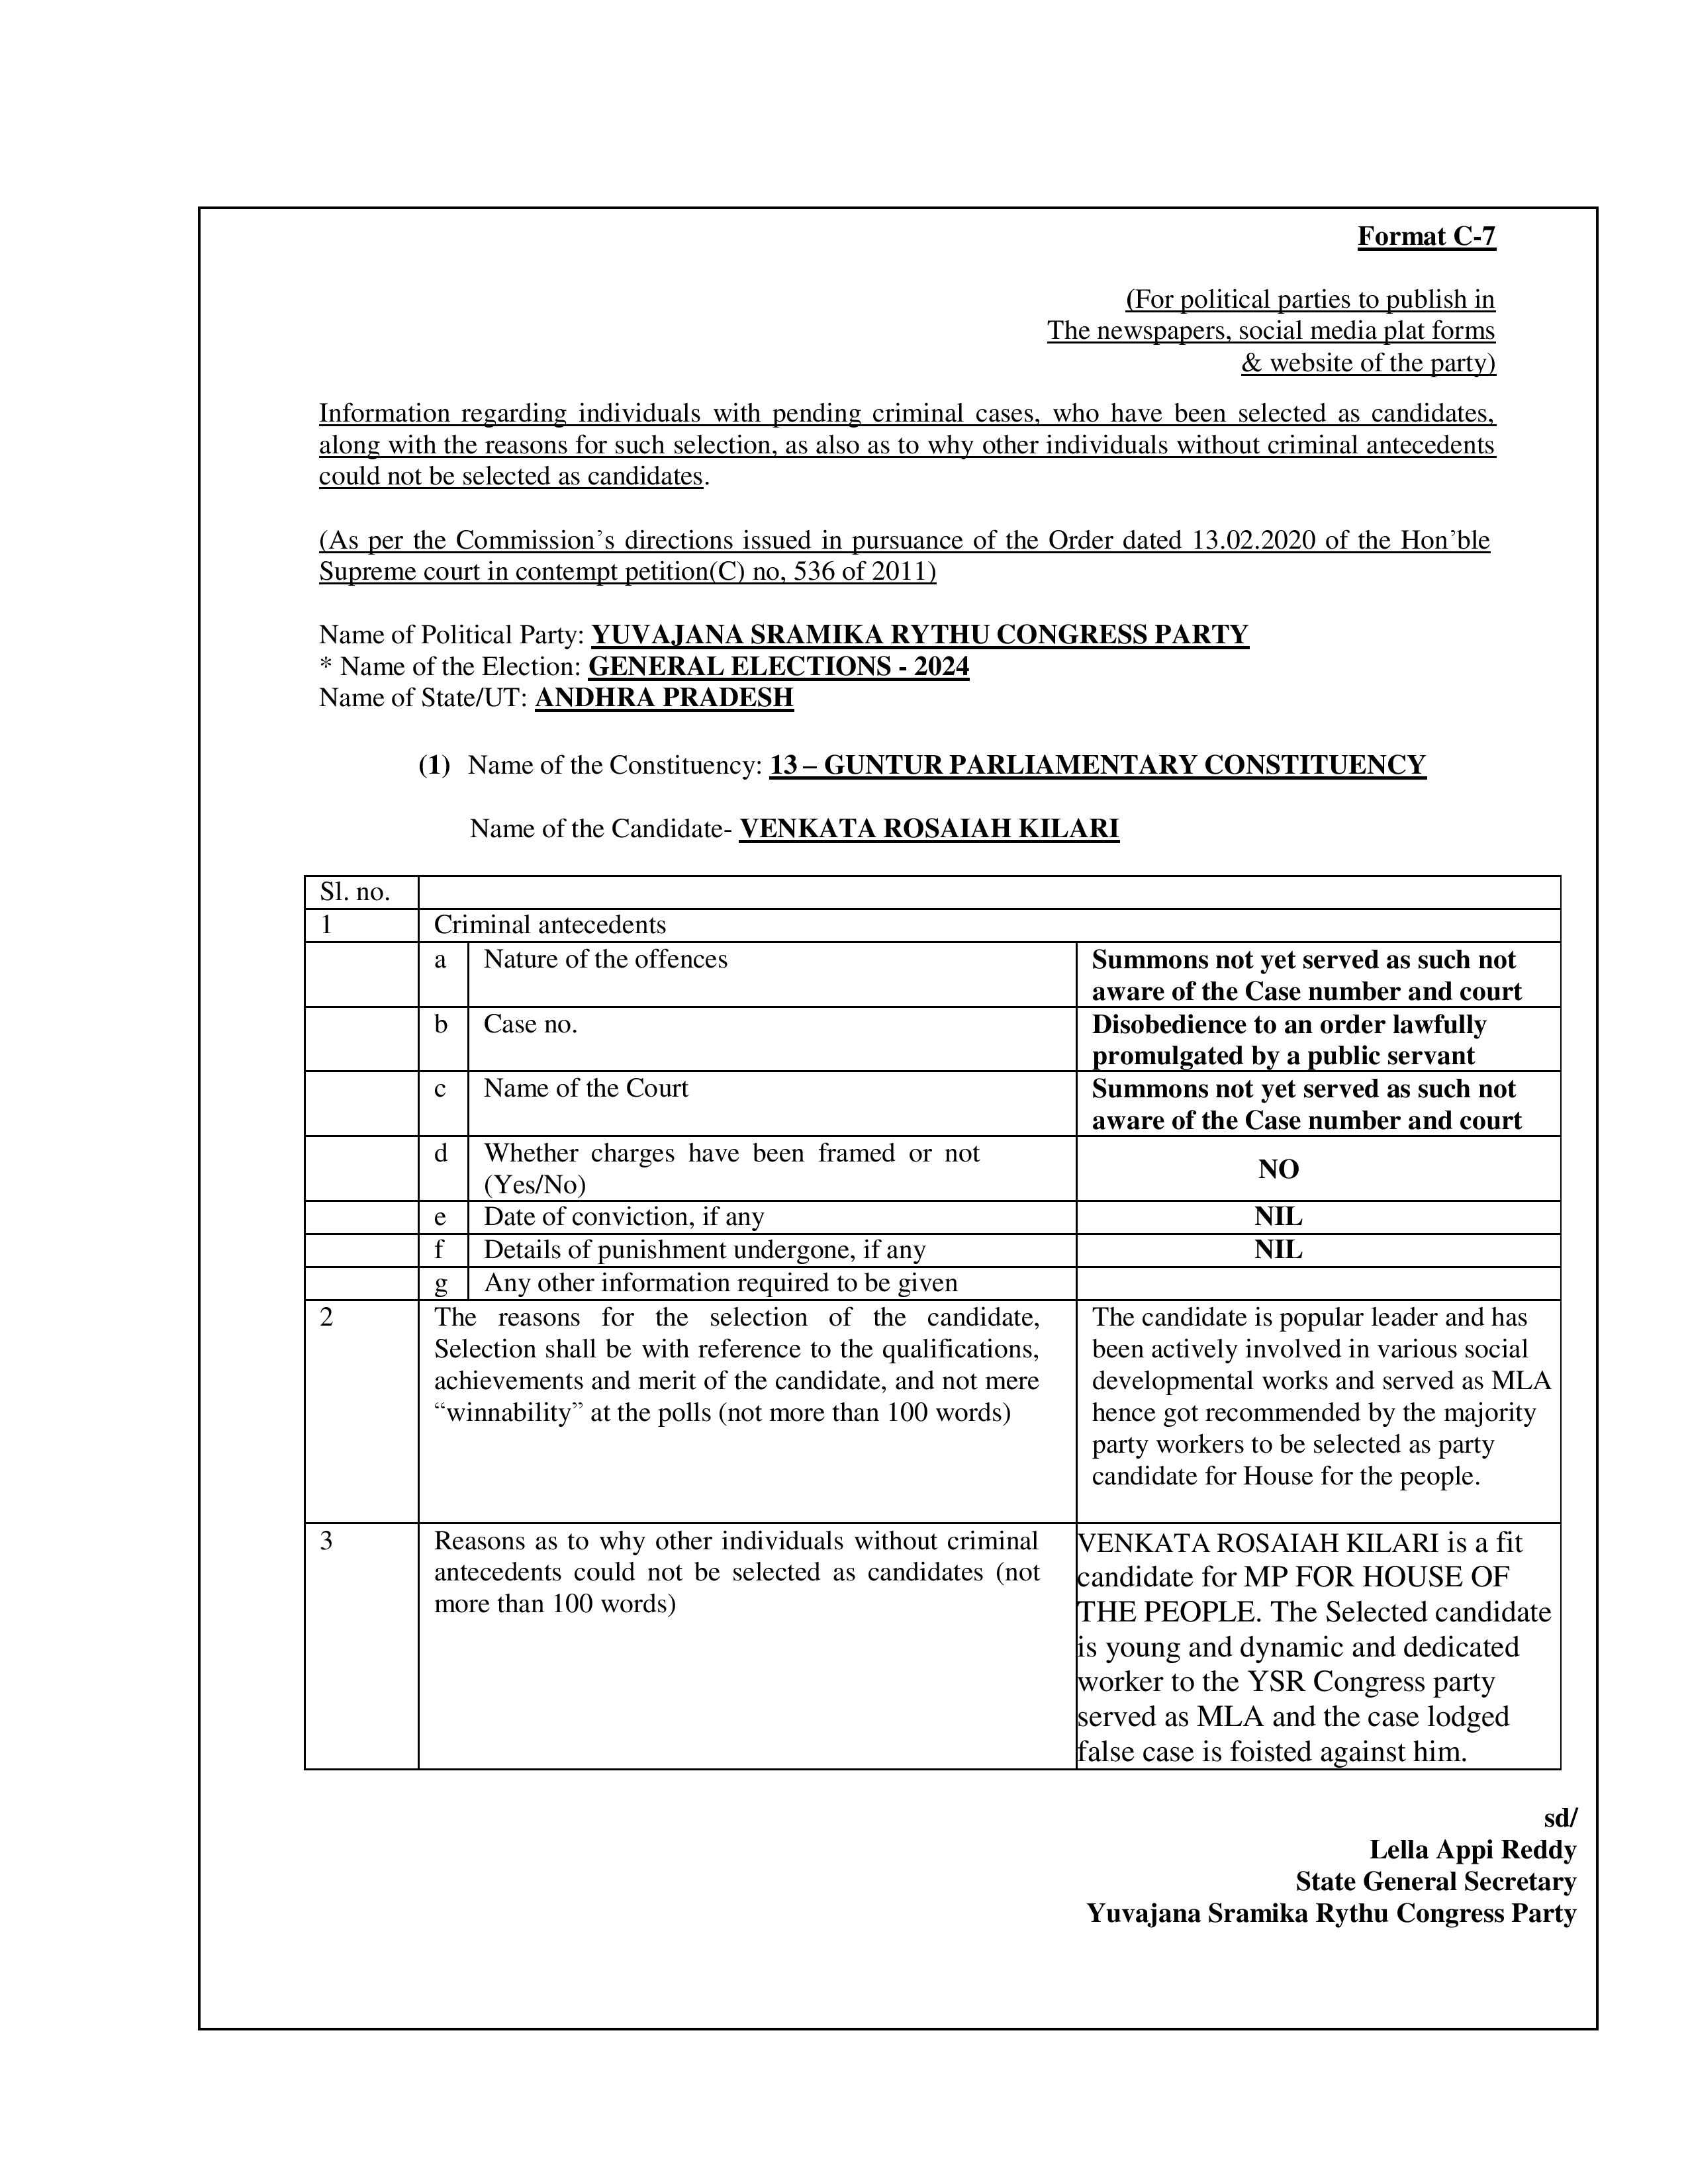 Format C-7
(For political parties to publish in
The newspapers, social media plat forms
& website of the party)
Information regarding individuals with pending criminal cases, who have been selected as candidates,
along with the reasons for such selection, as also as to why other individuals without criminal antecedents
could not be selected as candidates.
(As per the Commission’s directions issued in pursuance of the Order dated 13.02.2020 of the Hon’ble
Supreme court in contempt petition(C) no, 536 of 2011)
Name of Political Party: YUVAJANA SRAMIKA RYTHU CONGRESS PARTY
* Name of the Election: GENERAL ELECTIONS - 2024
Name of State/UT: ANDHRA PRADESH
(1) Name of the Constituency: 13 – GUNTUR PARLIAMENTARY CONSTITUENCY
Name of the Candidate- VENKATA ROSAIAH KILARI
Sl. no.
1 Criminal antecedents
a Nature of the offences Summons not yet served as such not
aware of the Case number and court
b Case no. Disobedience to an order lawfully
promulgated by a public servant
c Name of the Court Summons not yet served as such not
aware of the Case number and court
d Whether charges have been framed or not
(Yes/No) NO
e Date of conviction, if any NIL
f Details of punishment undergone, if any NIL
g Any other information required to be given
2 The reasons for the selection of the candidate,
Selection shall be with reference to the qualifications,
achievements and merit of the candidate, and not mere
“winnability” at the polls (not more than 100 words)
The candidate is popular leader and has
been actively involved in various social
developmental works and served as MLA
hence got recommended by the majority
party workers to be selected as party
candidate for House for the people.
3 Reasons as to why other individuals without criminal
antecedents could not be selected as candidates (not
more than 100 words)
VENKATA ROSAIAH KILARI is a fit
candidate for MP FOR HOUSE OF
THE PEOPLE. The Selected candidate
is young and dynamic and dedicated
worker to the YSR Congress party
served as MLA and the case lodged
false case is foisted against him.
sd/
Lella Appi Reddy
State General Secretary
Yuvajana Sramika Rythu Congress Party